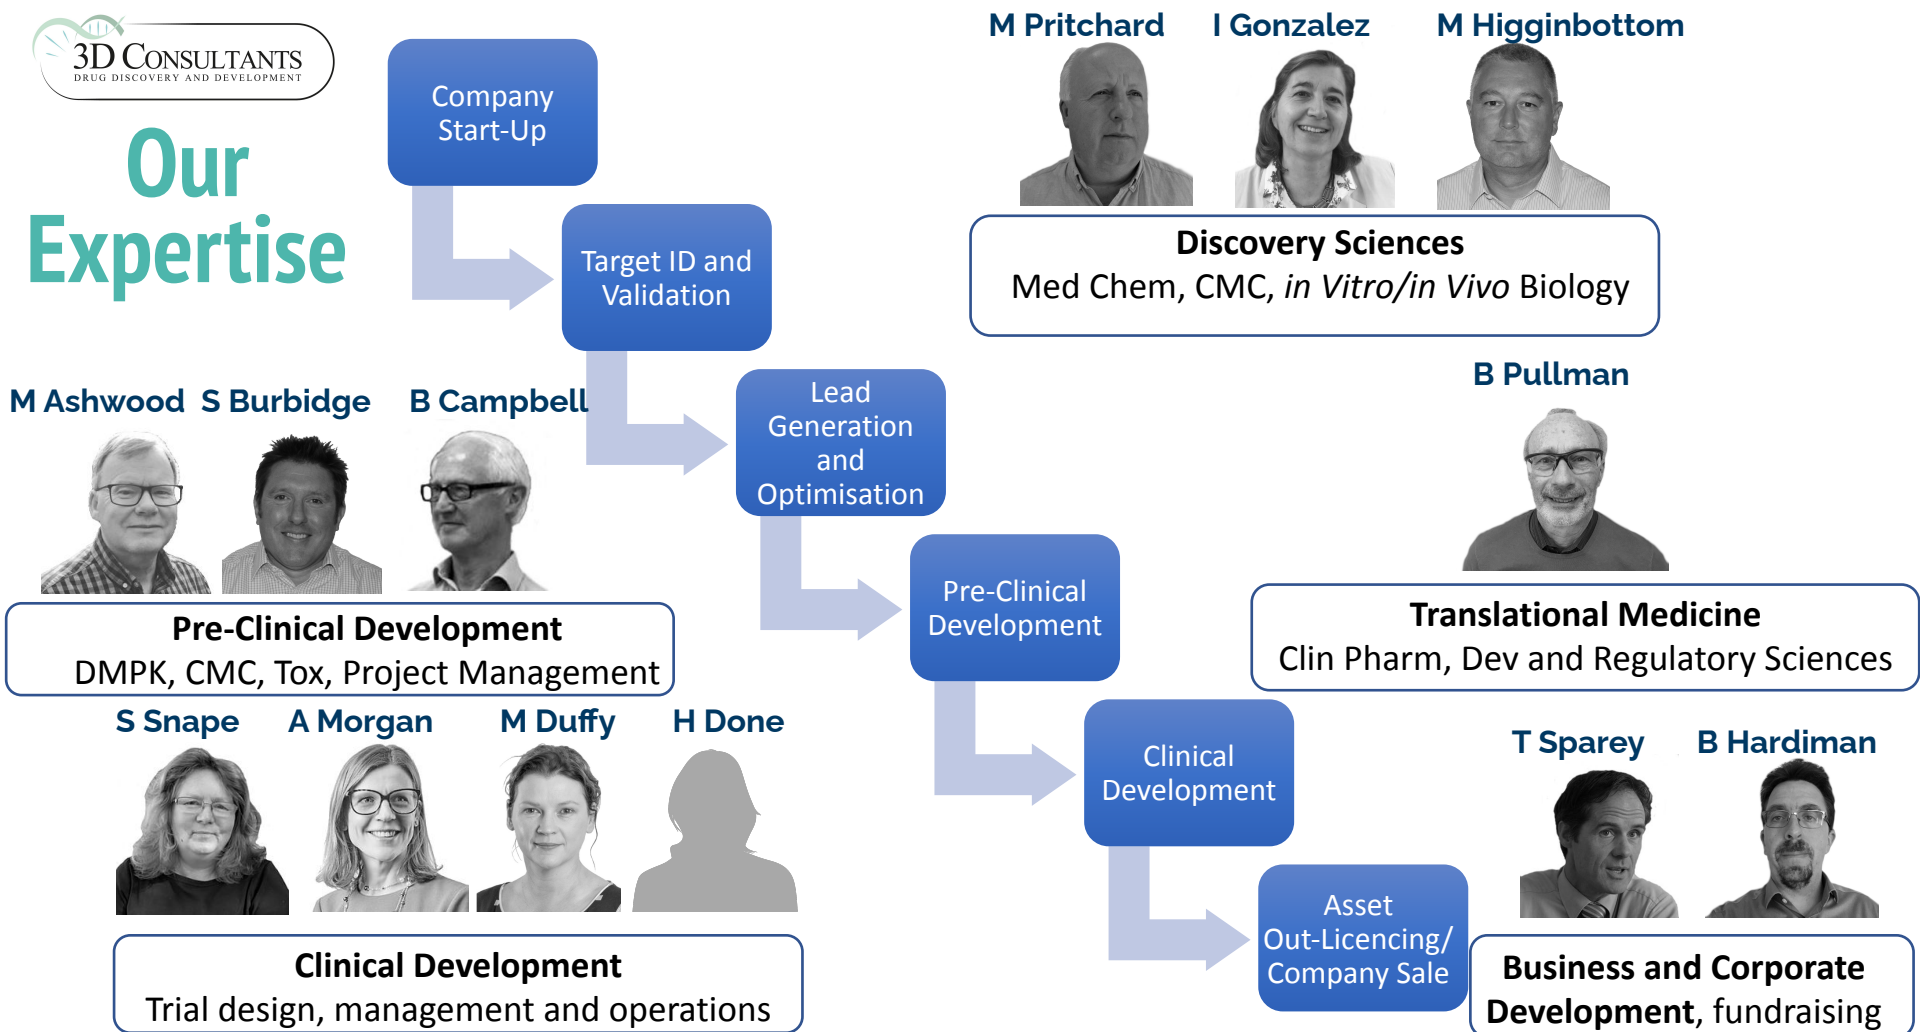 3D CONSULTANTS
DRUG DISCOVERY AND DEVELOPMENT
Our
Expertise
Company
Start-Up
Target ID and
Validation
Lead
Generation
and
Optimisation
Pre-Clinical
Development
Clinical
Development
Asset
Out-Licencing/
Company Sale
M Pritchard I Gonzalez M Higginbottom
Discovery Sciences
Med Chem, CMC, in Vitro/in Vivo Biology
M Ashwood S Burbidge B Campbell
Pre-Clinical Development
DMPK, CMC, Tox, Project Management
B Pullman
Translational Medicine
Clin Pharm, Dev and Regulatory Sciences
S Snape A Morgan M Duffy H Done
Clinical Development
Trial design, management and operations
T Sparey B Hardiman
Business and Corporate
Development, fundraising